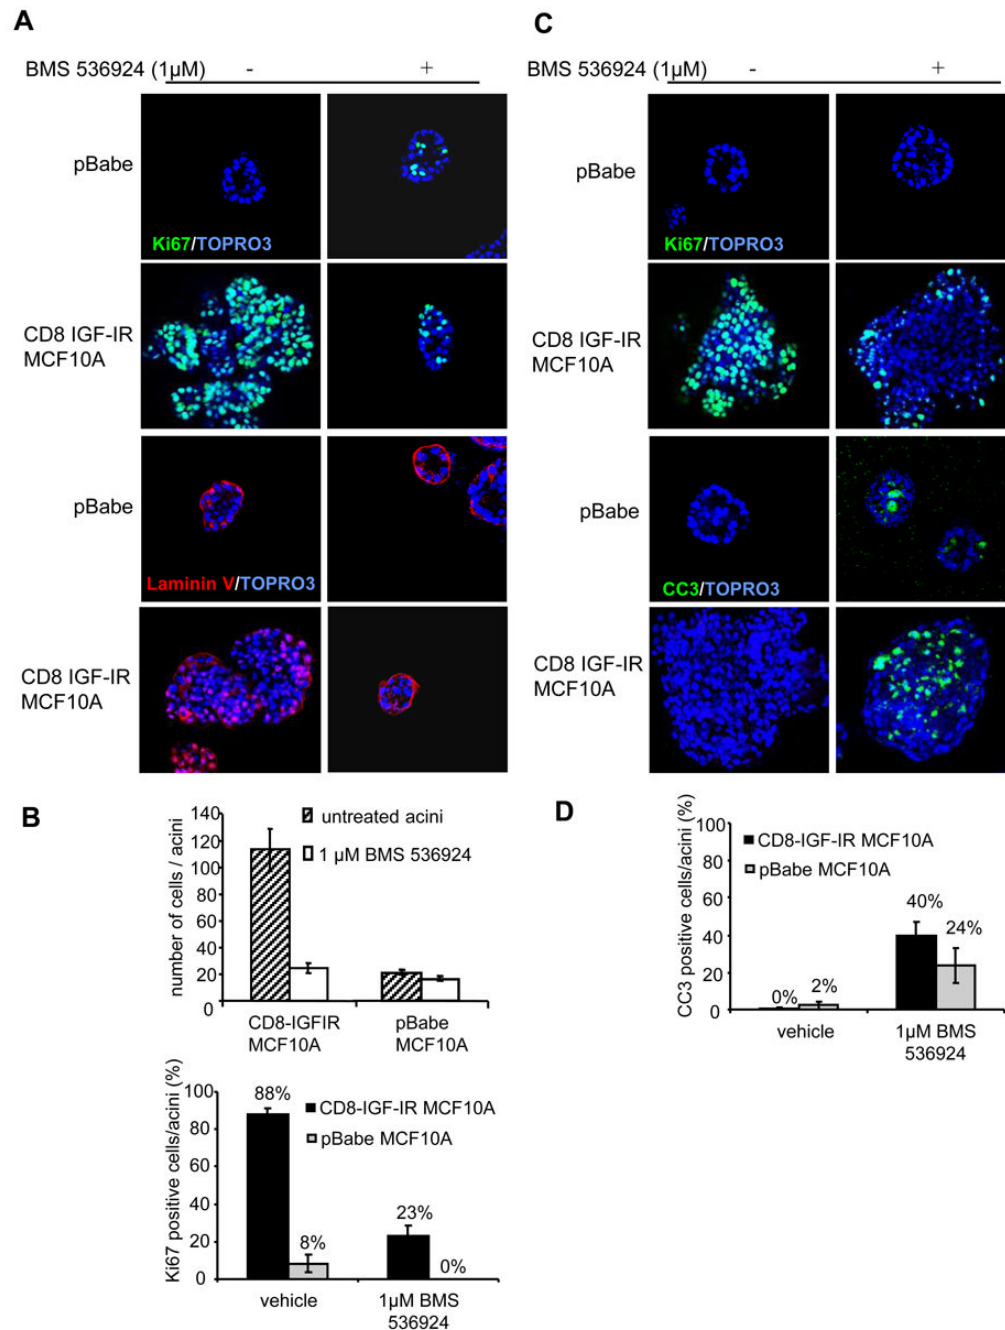 A
BMS 536924 (1µM) - +
pBabe
Ki67/TOPRO3
CD8 IGF-IR
MCF10A
pBabe
Laminin V/TOPRO3
CD8 IGF-IR
MCF10A
C
BMS 536924 (1µM) - +
pBabe
Ki67/TOPRO3
CD8 IGF-IR
MCF10A
pBabe
CC3/TOPRO3
CD8 IGF-IR
MCF10A
B
number of cells / acini
140
120
100
80
60
40
20
0
untreated acini
1 µM BMS 536924
CD8-IGFIR
MCF10A
pBabe
MCF10A
Ki67 positive cells/acini (%)
100
80
60
40
20
0
88%
8%
23%
0%
CD8-IGF-IR MCF10A
pBabe MCF10A
vehicle
1µM BMS
536924
D
CC3 positive cells/acini (%)
100
80
60
40
20
0
CD8-IGF-IR MCF10A
pBabe MCF10A
0%
2%
40%
24%
vehicle
1µM BMS
536924